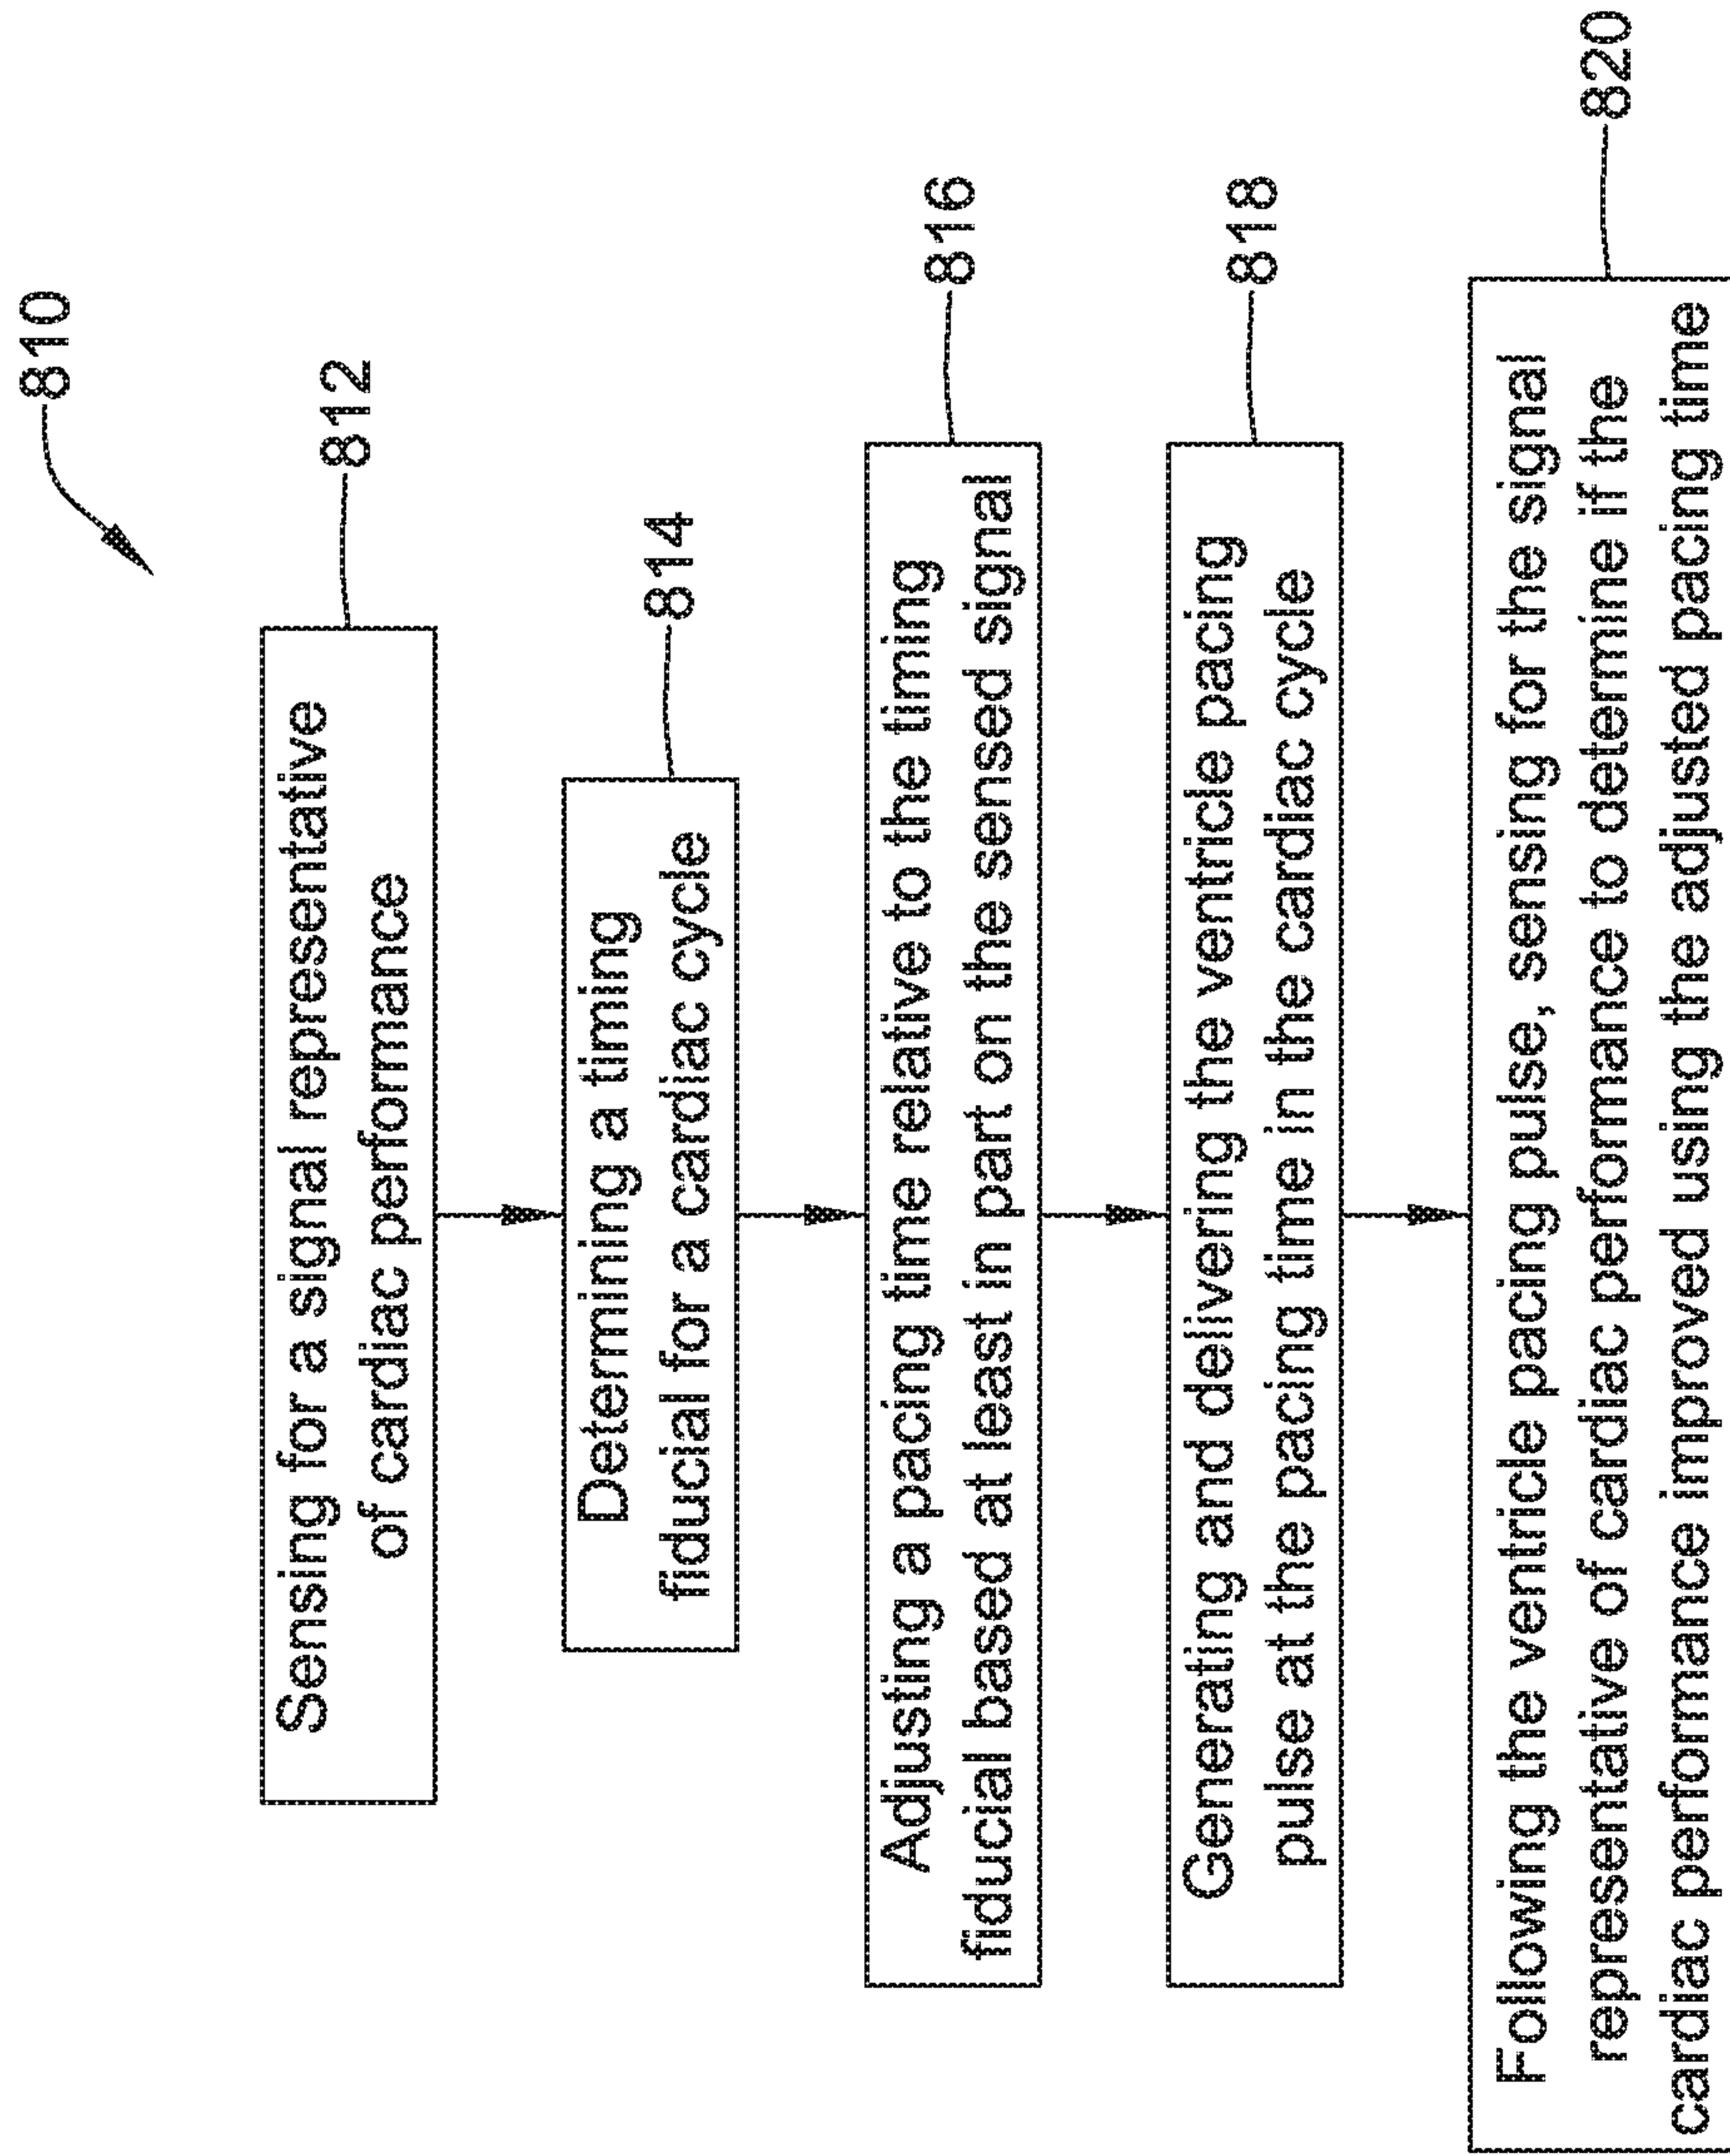 810
Sensing for a signal representative
of cardiac performance
812
Determining a timing
fiducial for a cardiac cycle
814
Adjusting a pacing time relative to the timing
fiducial based at least in part on the sensed signal
816
Generating and delivering the ventricle pacing
pulse at the pacing time in the cardiac cycle
818
Following the ventricle pacing pulse, sensing for the signal
representative of cardiac performance to determine if the
cardiac performance improved using the adjusted pacing time
820